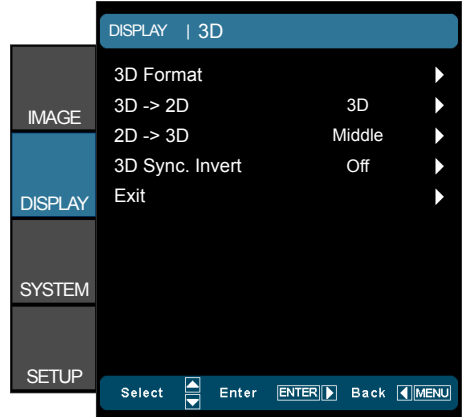 DISPLAY | 3D
3D Format
3D -> 2D 3D
2D -> 3D Middle
3D Sync. Invert Off
Exit
IMAGE
DISPLAY
SYSTEM
SETUP
Select Enter ENTER Back MENU